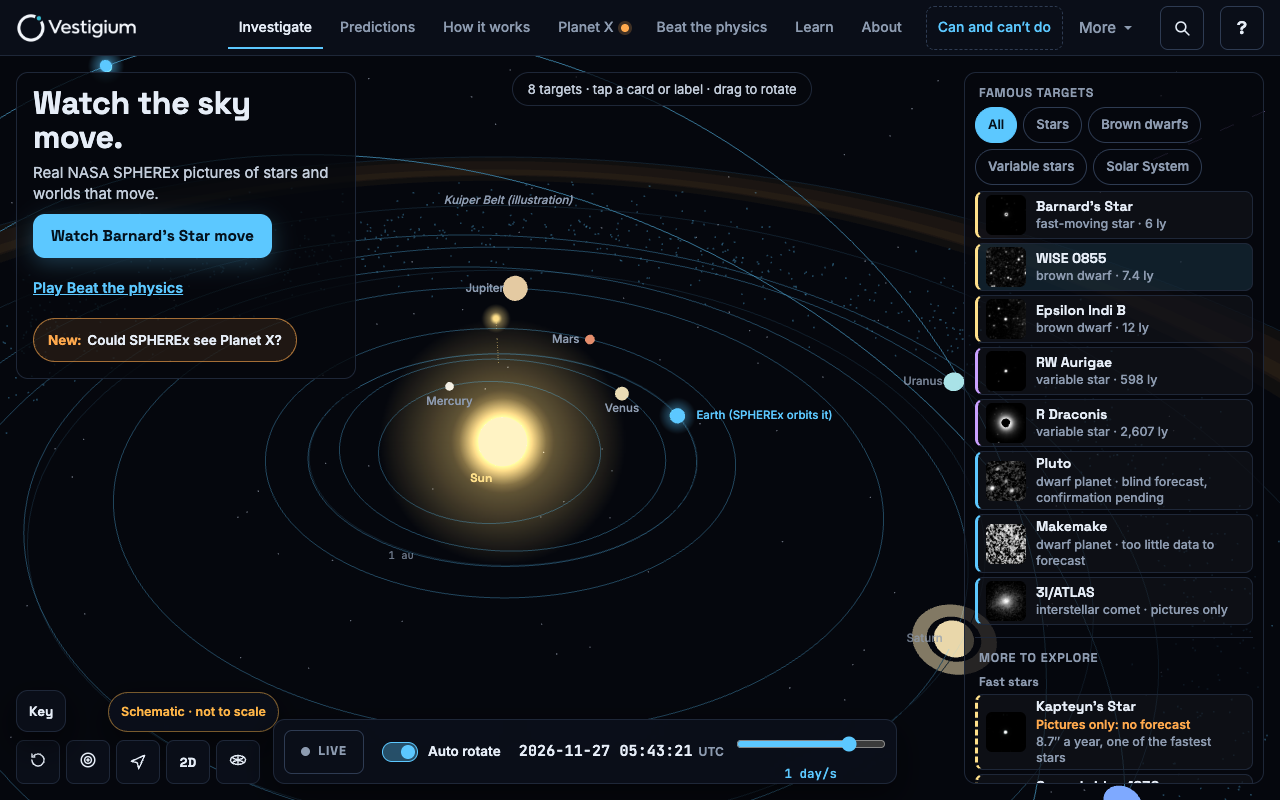 Vestigium
Investigate
Predictions
How it works
Planet X
Beat the physics
Learn
About
Can and can't do
More
?
Watch the sky
move.
Real NASA SPHEREx pictures of stars and
worlds that move.
Watch Barnard's Star move
Play Beat the physics
New: Could SPHEREx see Planet X?
8 targets · tap a card or label · drag to rotate
Kuiper Belt (illustration)
Jupiter
Mars
Mercury
Venus
Earth (SPHEREx orbits it)
Uranus
Sun
1 au
Saturn
FAMOUS TARGETS
All
Stars
Brown dwarfs
Variable stars
Solar System
Barnard's Star
fast-moving star · 6 ly
WISE 0855
brown dwarf · 7.4 ly
Epsilon Indi B
brown dwarf · 12 ly
RW Aurigae
variable star · 598 ly
R Draconis
variable star · 2,607 ly
Pluto
dwarf planet · blind forecast,
confirmation pending
Makemake
dwarf planet · too little data to
forecast
3I/ATLAS
interstellar comet · pictures only
MORE TO EXPLORE
Fast stars
Kapteyn's Star
Pictures only: no forecast
8.7″ a year, one of the fastest
stars
Key
Schematic · not to scale
2D
LIVE
Auto rotate
2026-11-27 05:43:21 UTC
1 day/s